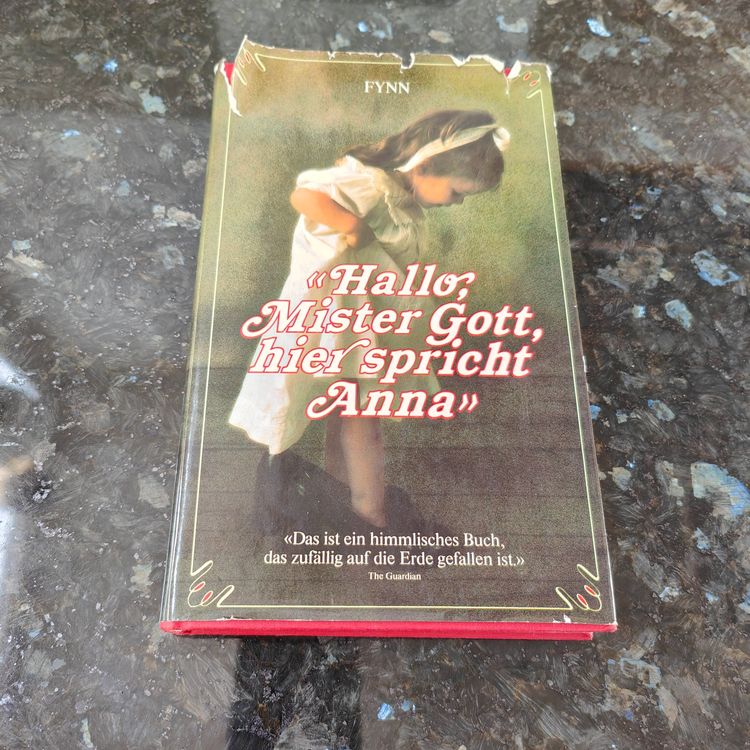 FYNN
«Hallo,
Mister Gott,
hier spricht
Anna»
«Das ist ein himmlisches Buch,
das zufällig auf die Erde gefallen ist.»
The Guardian